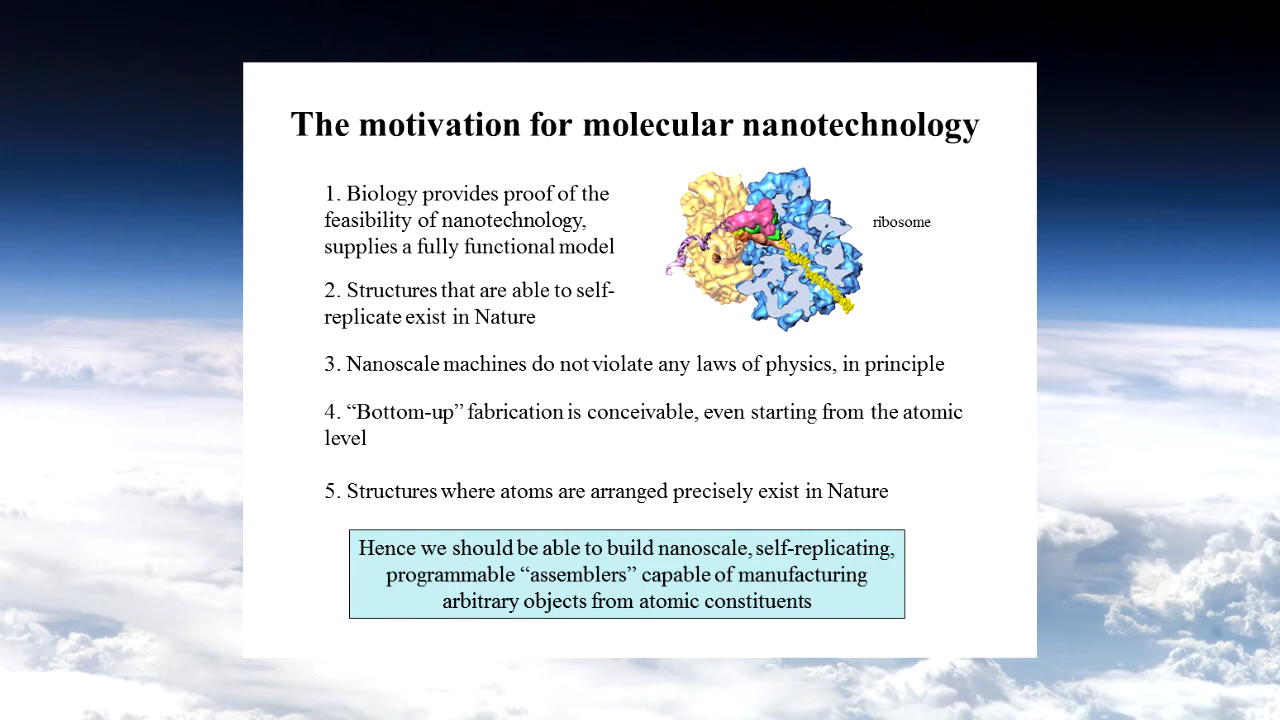 The motivation for molecular nanotechnology
1. Biology provides proof of the
feasibility of nanotechnology,
supplies a fully functional model
ribosome
2. Structures that are able to self-
replicate exist in Nature
3. Nanoscale machines do not violate any laws of physics, in principle
4. “Bottom-up” fabrication is conceivable, even starting from the atomic
level
5. Structures where atoms are arranged precisely exist in Nature
Hence we should be able to build nanoscale, self-replicating,
programmable “assemblers” capable of manufacturing
arbitrary objects from atomic constituents